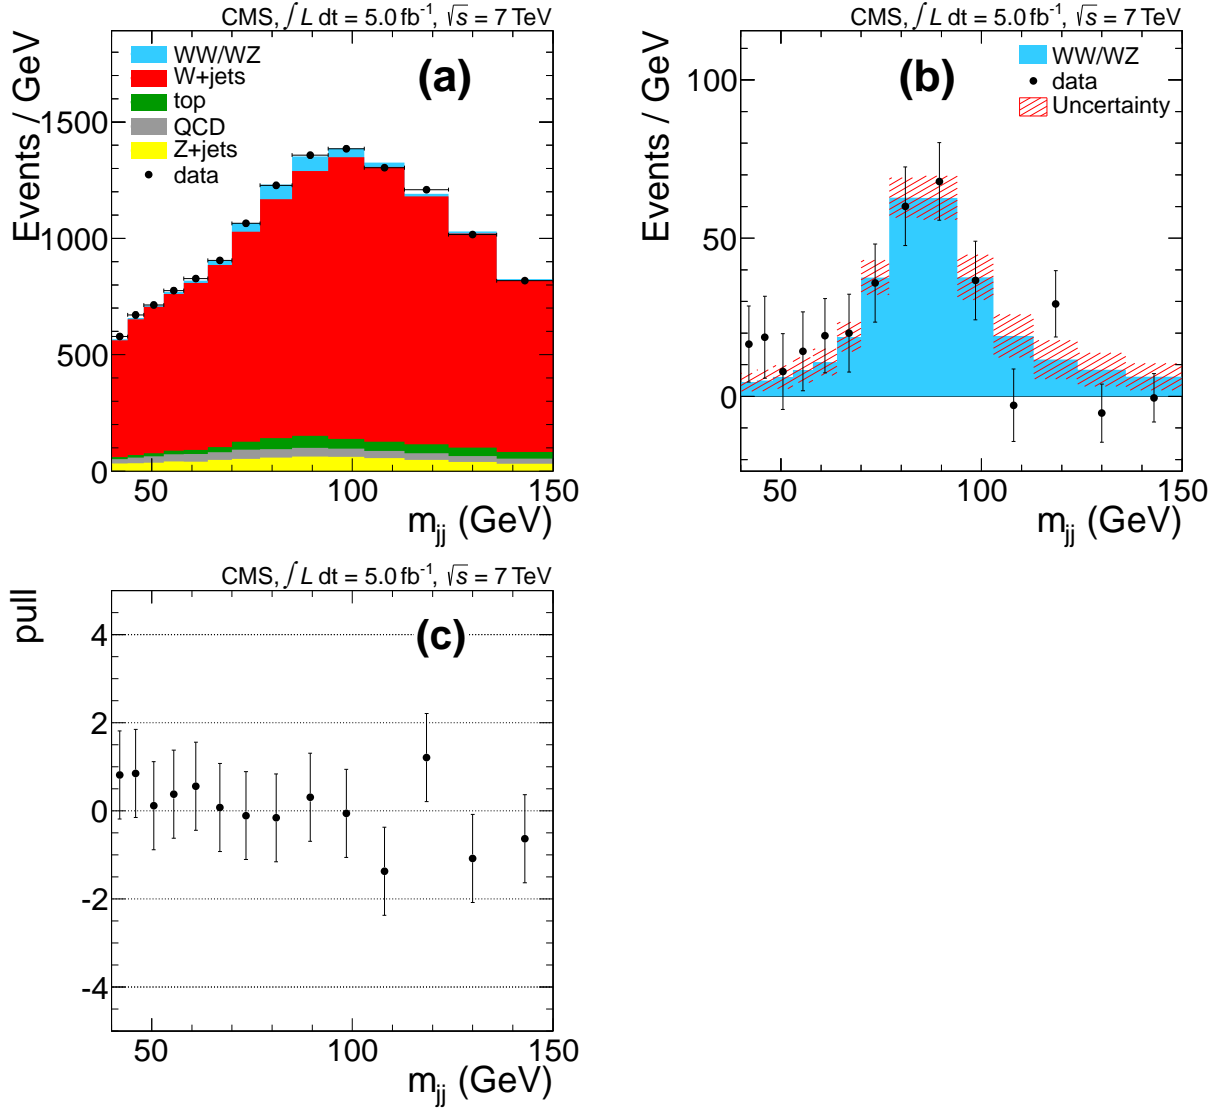 CMS, ∫ L dt = 5.0 fb⁻¹, √s = 7 TeV
Events / GeV
(a)
WW/WZ
W+jets
top
QCD
Z+jets
data
1500
1000
500
0
50
100
150
m_jj (GeV)
CMS, ∫ L dt = 5.0 fb⁻¹, √s = 7 TeV
Events / GeV
(b)
WW/WZ
data
Uncertainty
100
50
0
50
100
150
m_jj (GeV)
CMS, ∫ L dt = 5.0 fb⁻¹, √s = 7 TeV
pull
(c)
4
2
0
-2
-4
50
100
150
m_jj (GeV)